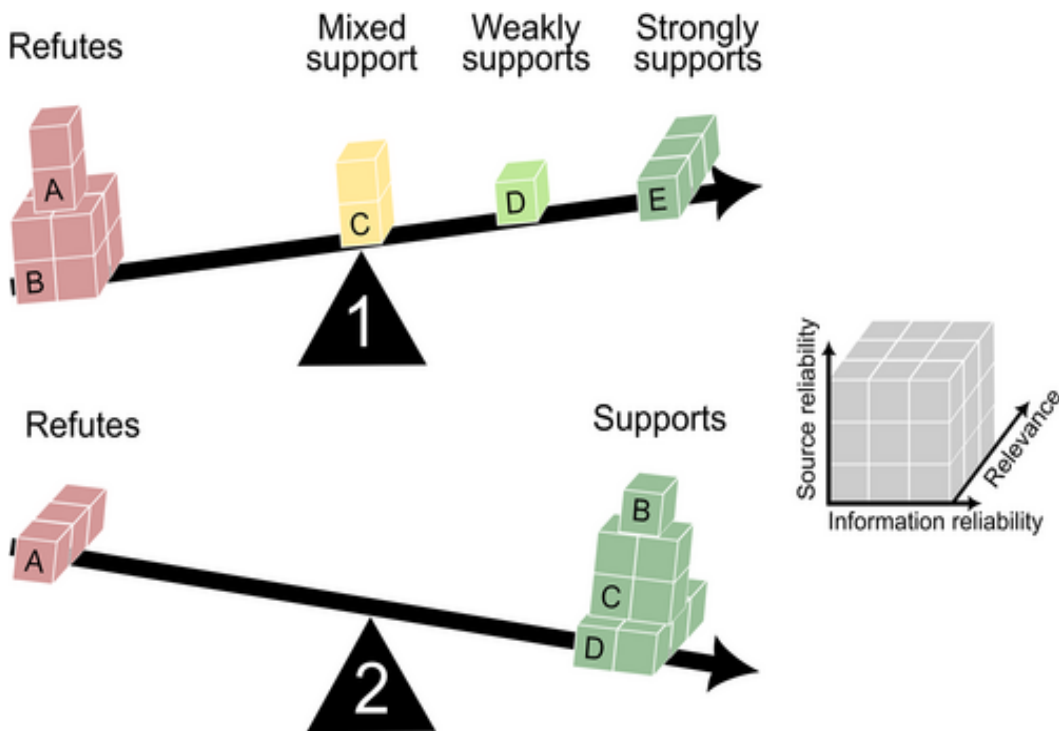 Refutes
Mixed
support
Weakly
supports
Strongly
supports
A
B
C
D
E
1
Source reliability
Relevance
Information reliability
Refutes
Supports
A
B
C
D
2